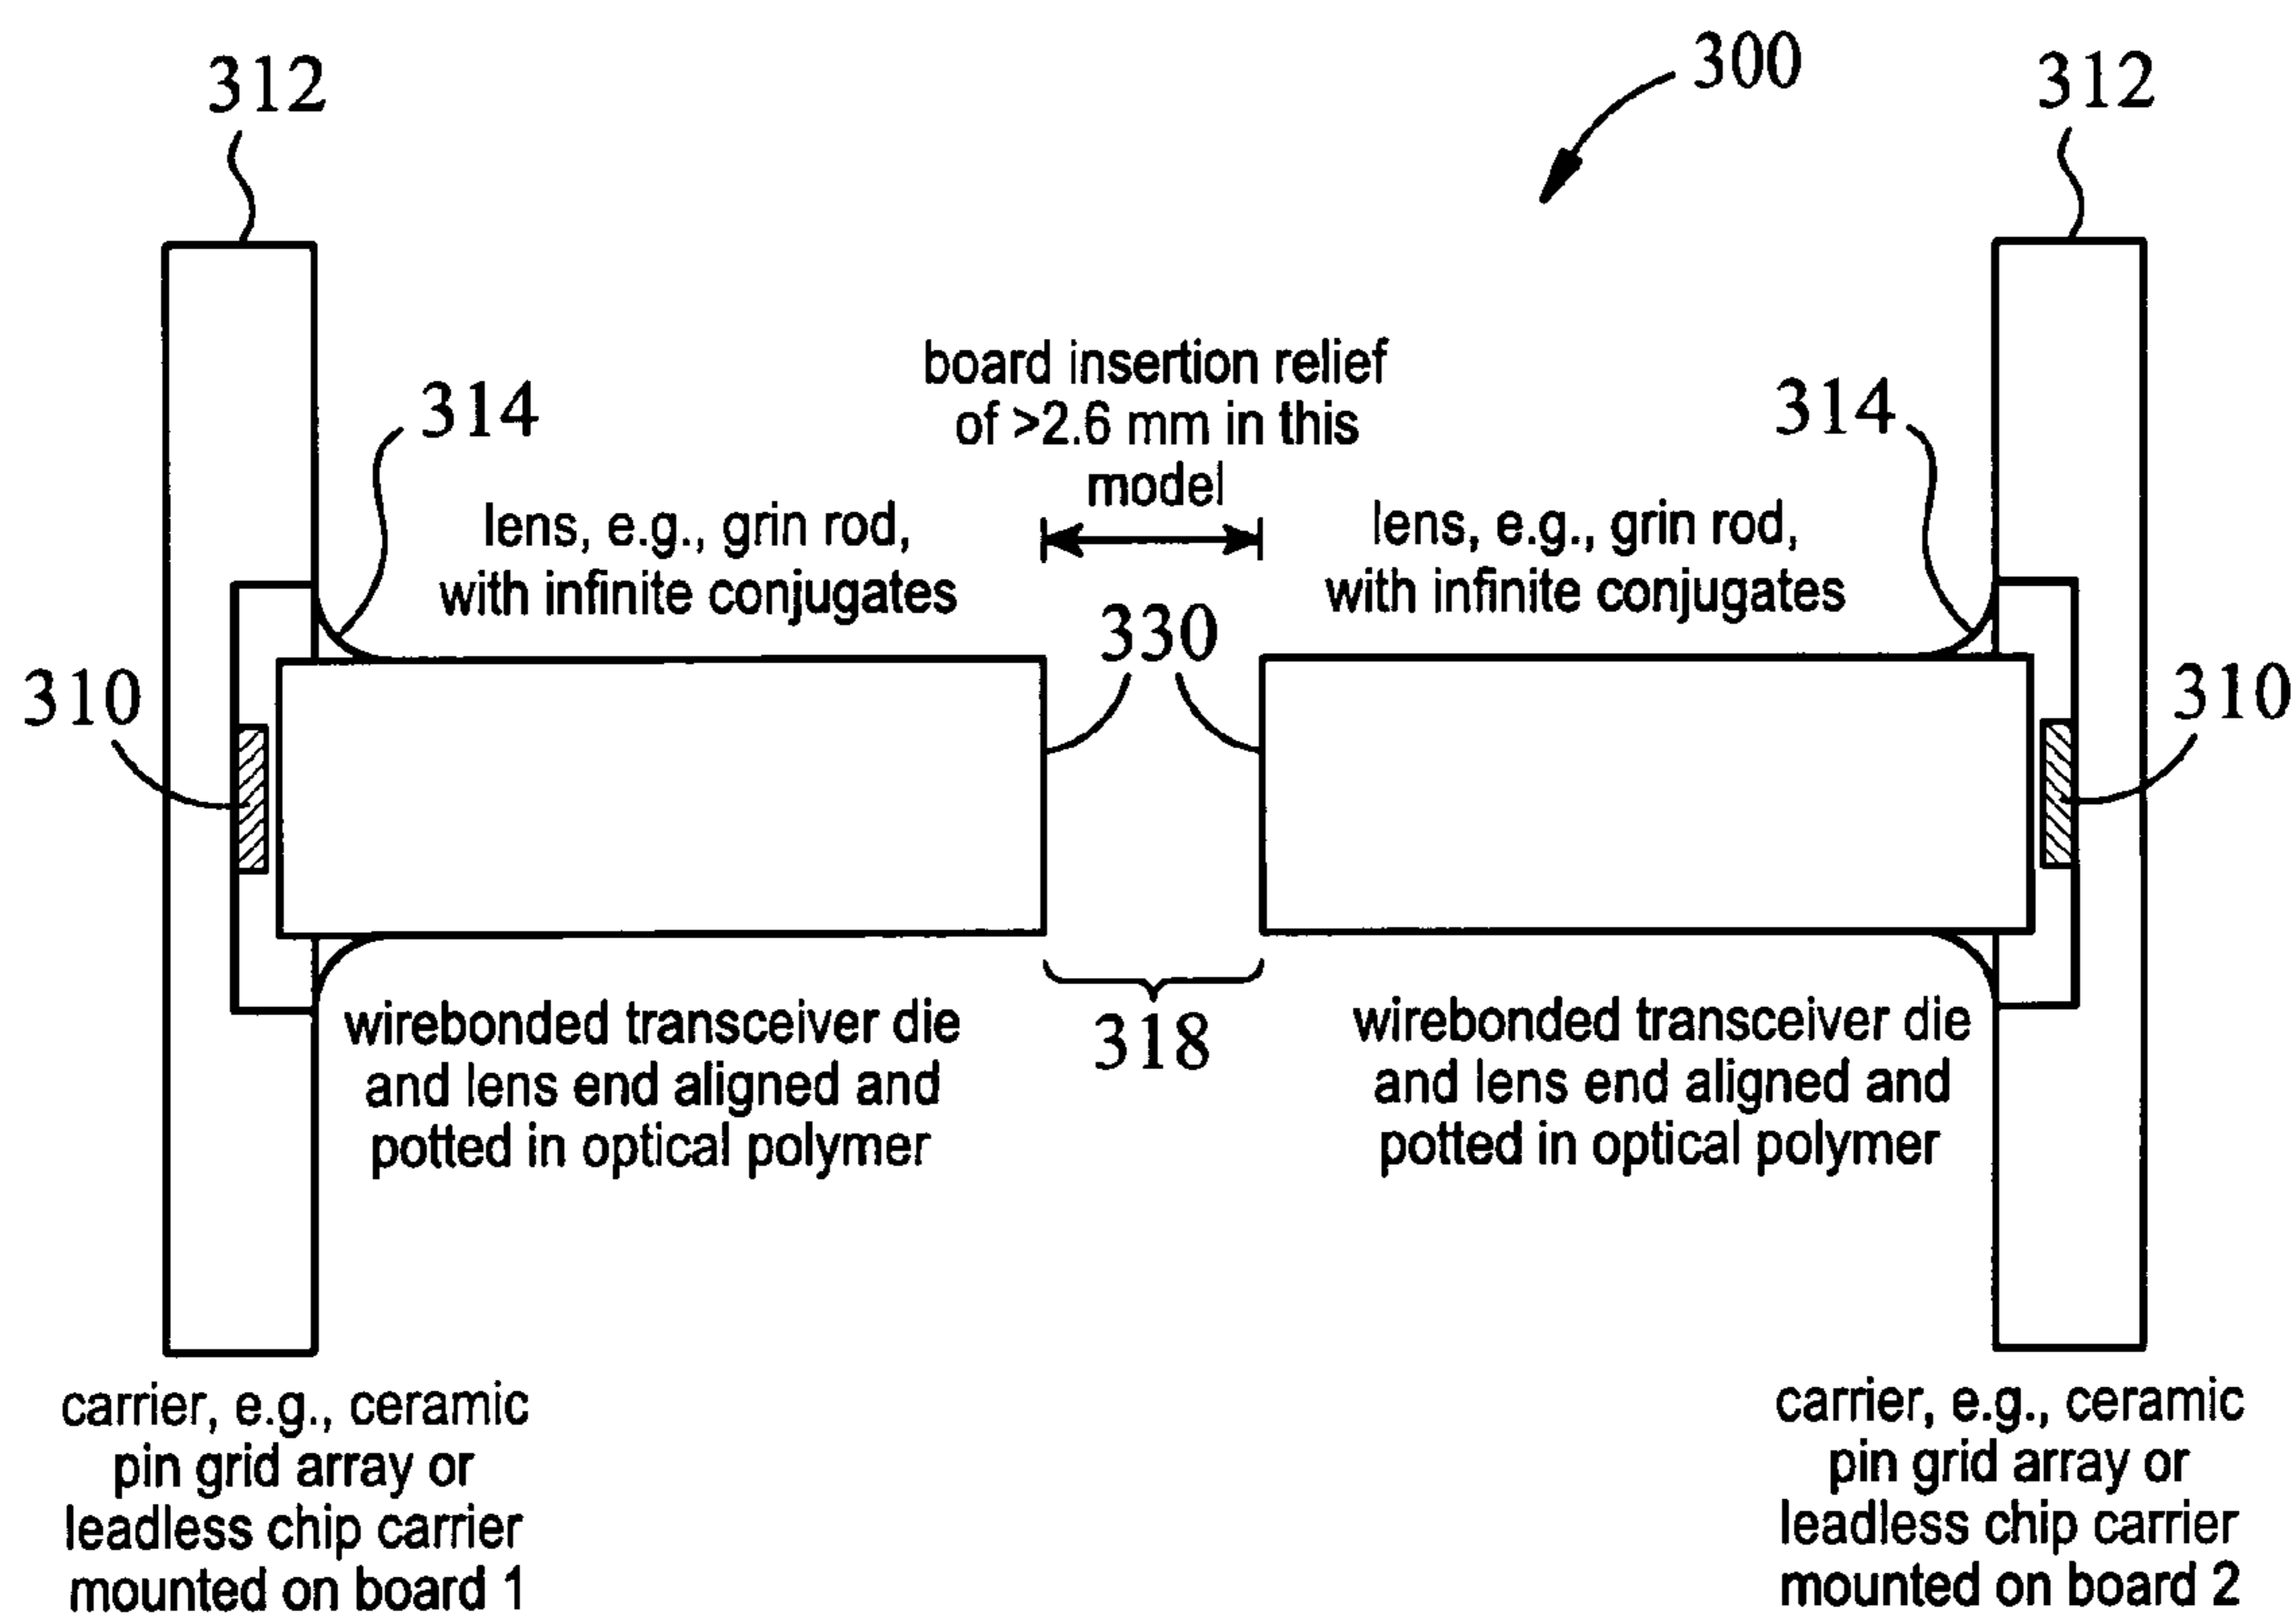 300
312
312
314
board insertion relief
of >2.6 mm in this
model
314
lens, e.g., grin rod,
with infinite conjugates
lens, e.g., grin rod,
with infinite conjugates
330
310
310
318
wirebonded transceiver die
and lens end aligned and
potted in optical polymer
wirebonded transceiver die
and lens end aligned and
potted in optical polymer
carrier, e.g., ceramic
pin grid array or
leadless chip carrier
mounted on board 1
carrier, e.g., ceramic
pin grid array or
leadless chip carrier
mounted on board 2